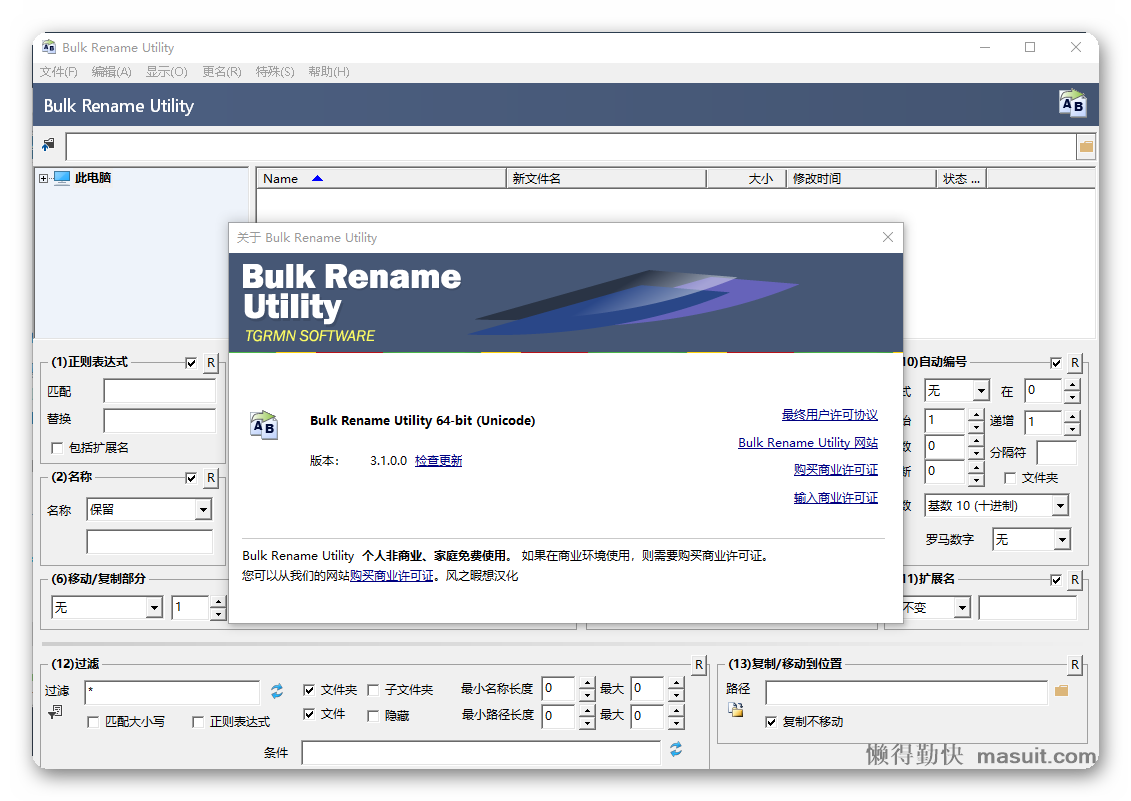 Bulk Rename Utility
文件(F) 编辑(A) 显示(O) 更名(R) 特殊(S) 帮助(H)
Bulk Rename Utility
此电脑
Name 新文件名 大小 修改时间 状态 ...
关于 Bulk Rename Utility
Bulk Rename
Utility
TGRMN SOFTWARE
Bulk Rename Utility 64-bit (Unicode)
版本: 3.1.0.0 检查更新
最终用户许可协议
Bulk Rename Utility 网站
购买商业许可证
输入商业许可证
Bulk Rename Utility 个人非商业、家庭免费使用。 如果在商业环境使用，则需要购买商业许可证。
您可以从我们的网站购买商业许可证。风之暇想汉化
(1)正则表达式 R
匹配
替换
包括扩展名
(2)名称 R
名称 保留
(6)移动/复制部分
无 1
10)自动编号 R
无 在 0
1 递增 1
0 分隔符
0 文件夹
数 基数 10 (十进制)
罗马数字 无
11)扩展名 R
不变
(12)过滤 R
过滤 * 文件夹 子文件夹 最小名称长度 0 最大 0
匹配大小写 正则表达式 文件 隐藏 最小路径长度 0 最大 0
条件
(13)复制/移动到位置 R
路径
复制不移动
懒得勤快 masuit.com